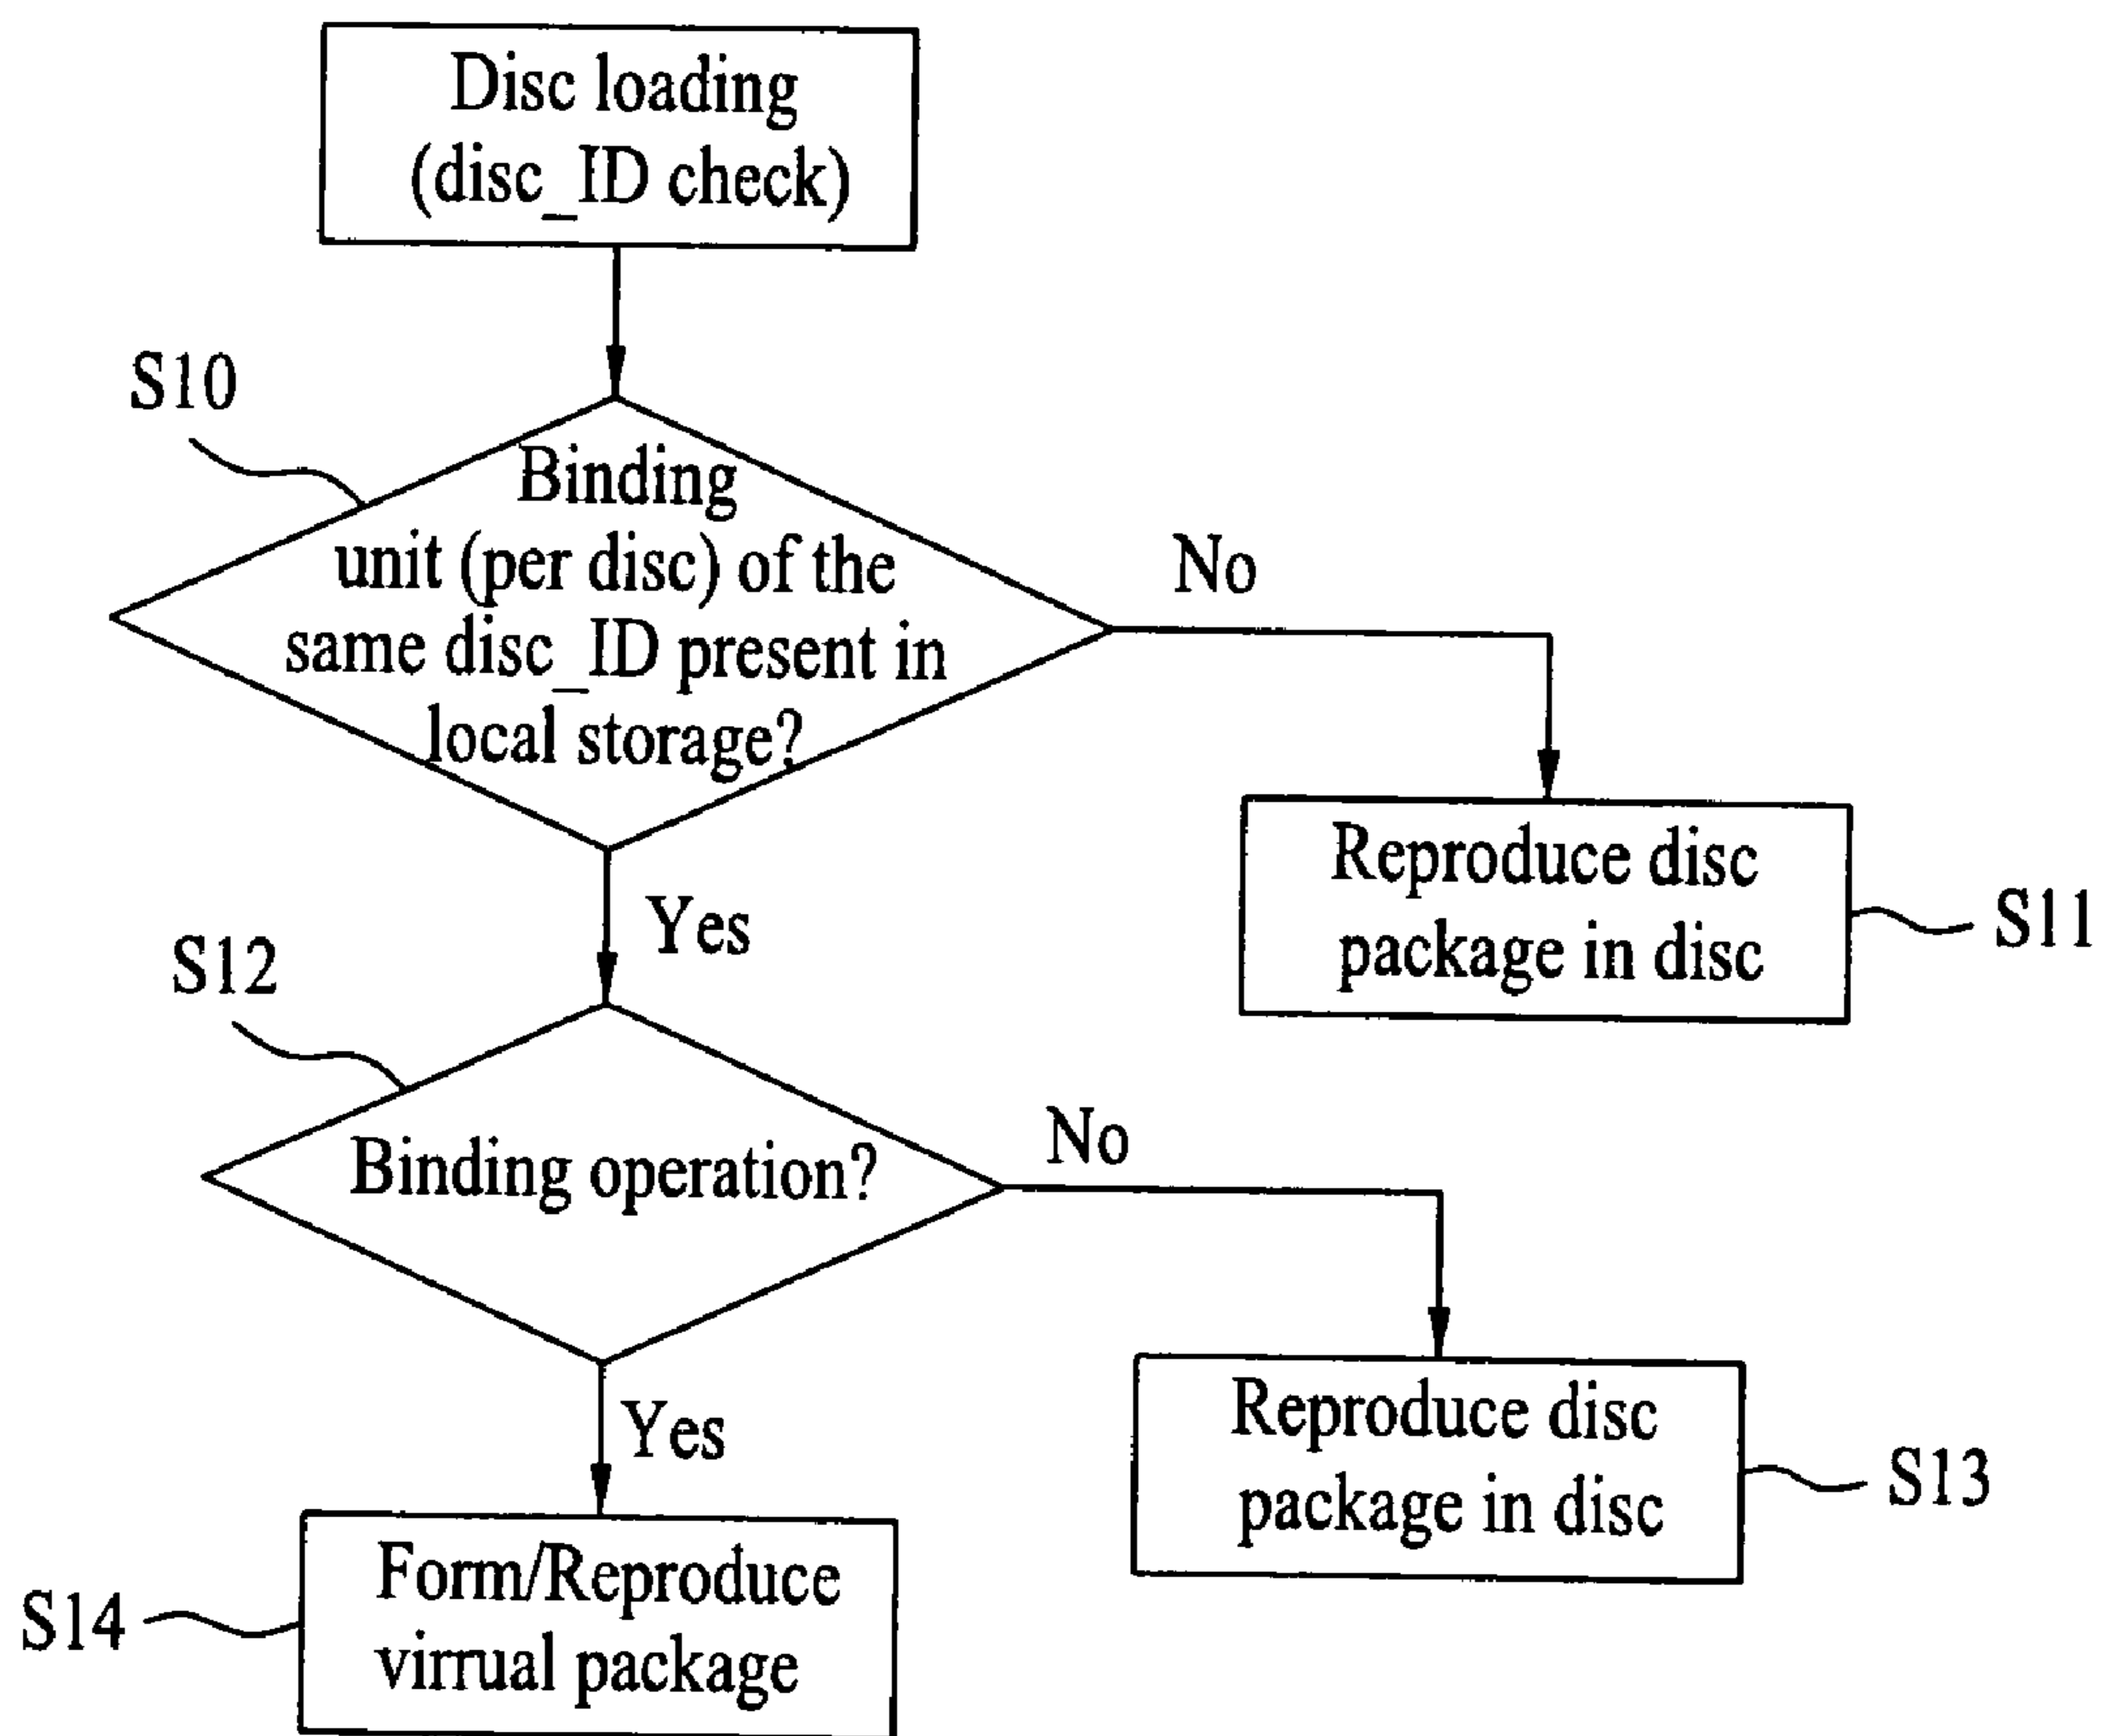 Disc loading
(disc_ID check)
S10
Binding
unit (per disc) of the
same disc_ID present in
local storage?
No
Reproduce disc
package in disc
S11
Yes
S12
Binding operation?
No
Reproduce disc
package in disc
S13
Yes
Form/Reproduce
virrual package
S14